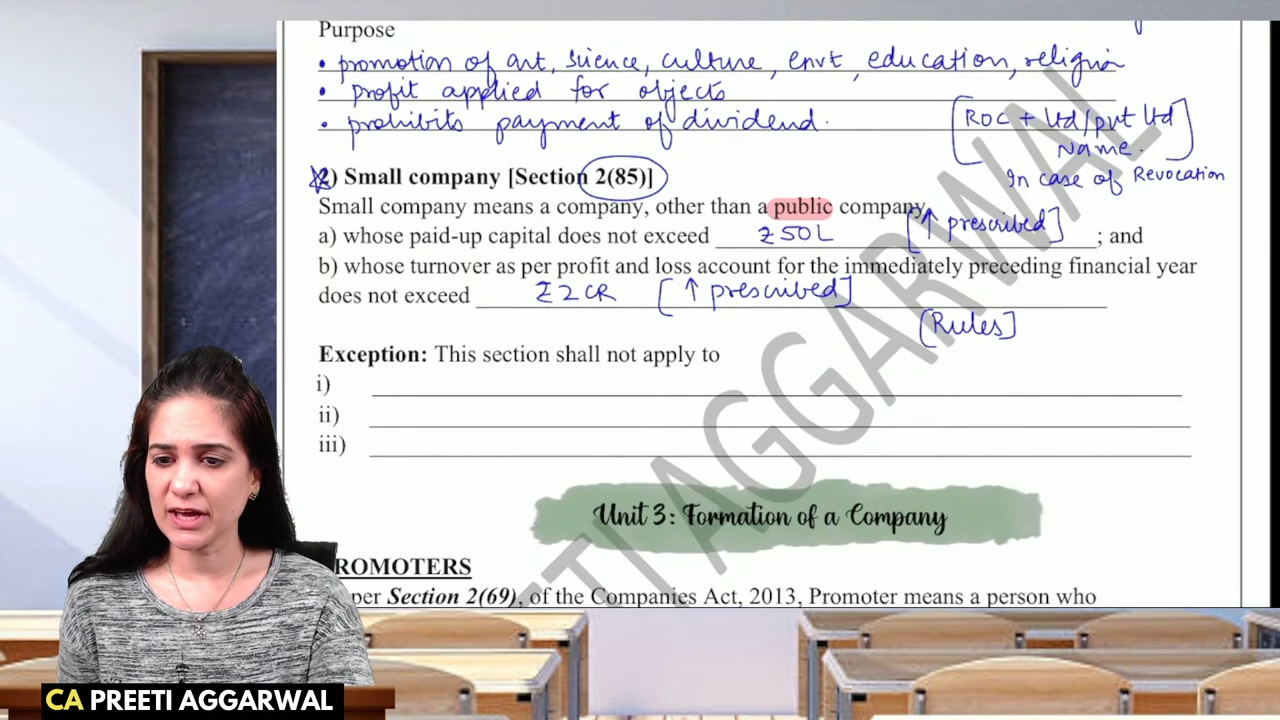 Purpose
• promotion of art, science, culture, envt, education, religion
• profit applied for objects
• prohibits payment of dividend.
[ROC + ltd/pvt ltd
Name.]
In case of Revocation
2) Small company [Section 2(85)]
Small company means a company, other than a public company
a) whose paid-up capital does not exceed ₹50L [↑ prescribed] ; and
b) whose turnover as per profit and loss account for the immediately preceding financial year
does not exceed ₹2CR [↑ prescribed]
[Rules]
Exception: This section shall not apply to
i)
ii)
iii)
Unit 3: Formation of a Company
ROMOTERS
per Section 2(69), of the Companies Act, 2013, Promoter means a person who
ETI AGGARWAL
CA PREETI AGGARWAL